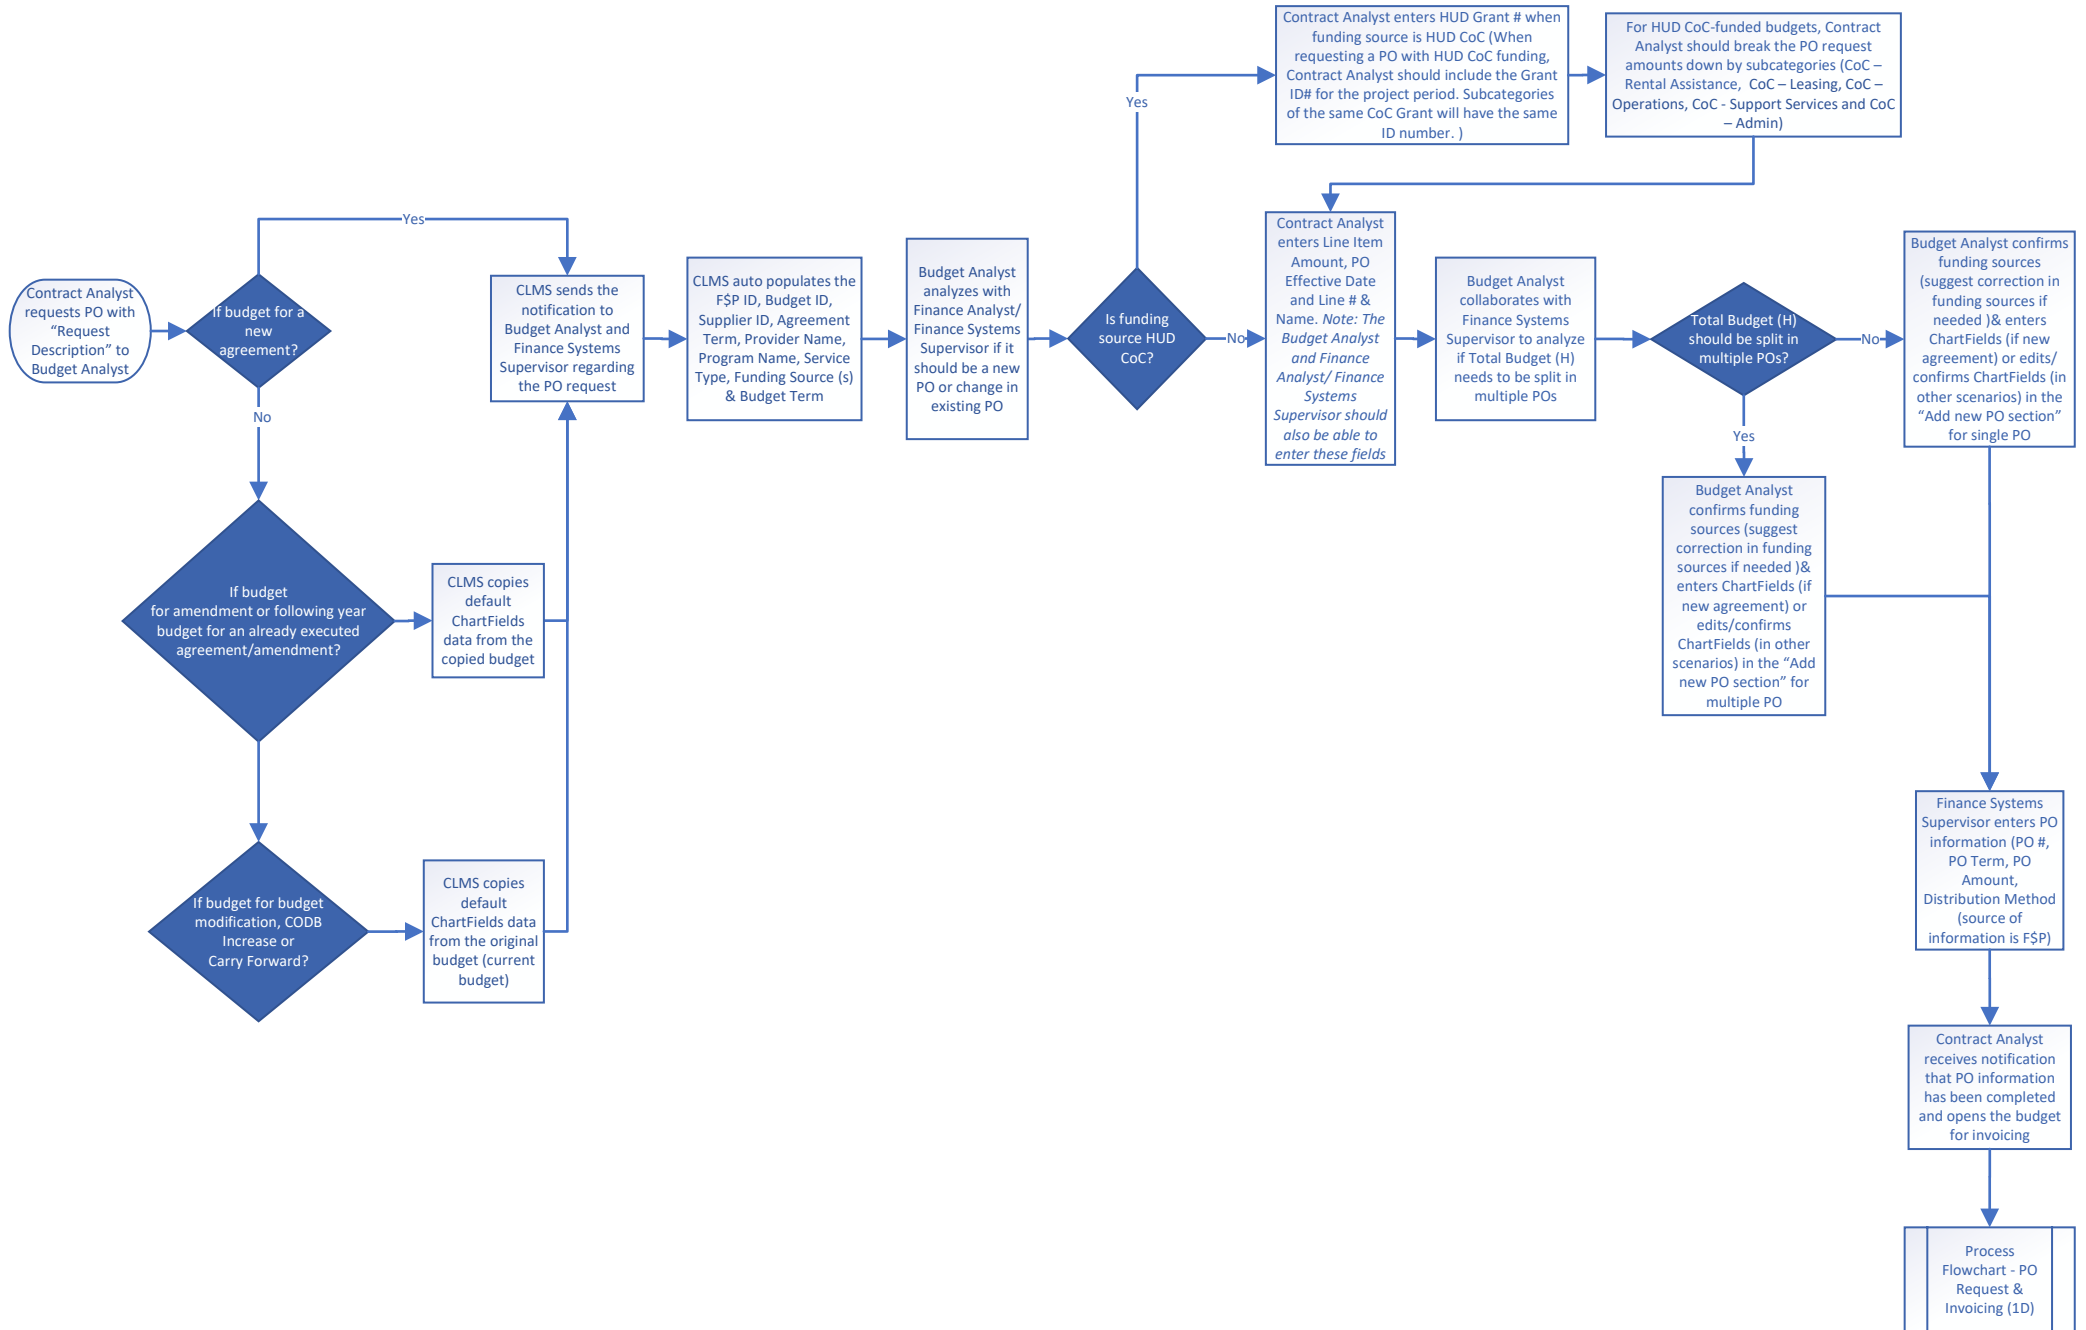 Contract Analyst
requests PO with
“Request
Description” to
Budget Analyst
If budget for a
new
agreement?
Yes
No
If budget
for amendment or following year
budget for an already executed
agreement/amendment?
CLMS copies
default
ChartFields
data from the
copied budget
If budget for budget
modification, CODB
Increase or
Carry Forward?
CLMS copies
default
ChartFields data
from the original
budget (current
budget)
CLMS sends the
notification to
Budget Analyst and
Finance Systems
Supervisor regarding
the PO request
CLMS auto populates the
F$P ID, Budget ID,
Supplier ID, Agreement
Term, Provider Name,
Program Name, Service
Type, Funding Source (s)
& Budget Term
Budget Analyst
analyzes with
Finance Analyst/
Finance Systems
Supervisor if it
should be a new
PO or change in
existing PO
Is funding
source HUD
CoC?
Yes
Contract Analyst enters HUD Grant # when
funding source is HUD CoC (When
requesting a PO with HUD CoC funding,
Contract Analyst should include the Grant
ID# for the project period. Subcategories
of the same CoC Grant will have the same
ID number. )
For HUD CoC-funded budgets, Contract
Analyst should break the PO request
amounts down by subcategories (CoC –
Rental Assistance,  CoC – Leasing, CoC –
Operations, CoC - Support Services and CoC
– Admin)
No
Contract Analyst
enters Line Item
Amount, PO
Effective Date
and Line # &
Name. Note: The
Budget Analyst
and Finance
Analyst/ Finance
Systems
Supervisor should
also be able to
enter these fields
Budget Analyst
collaborates with
Finance Systems
Supervisor to analyze
if Total Budget (H)
needs to be split in
multiple POs
Total Budget (H)
should be split in
multiple POs?
No
Budget Analyst confirms
funding sources
(suggest correction in
funding sources if
needed )& enters
ChartFields (if new
agreement) or edits/
confirms ChartFields (in
other scenarios) in the
“Add new PO section”
for single PO
Yes
Budget Analyst
confirms funding
sources (suggest
correction in funding
sources if needed )&
enters ChartFields (if
new agreement) or
edits/confirms
ChartFields (in other
scenarios) in the “Add
new PO section” for
multiple PO
Finance Systems
Supervisor enters PO
information (PO #,
PO Term, PO
Amount,
Distribution Method
(source of
information is F$P)
Contract Analyst
receives notification
that PO information
has been completed
and opens the budget
for invoicing
Process
Flowchart - PO
Request &
Invoicing (1D)